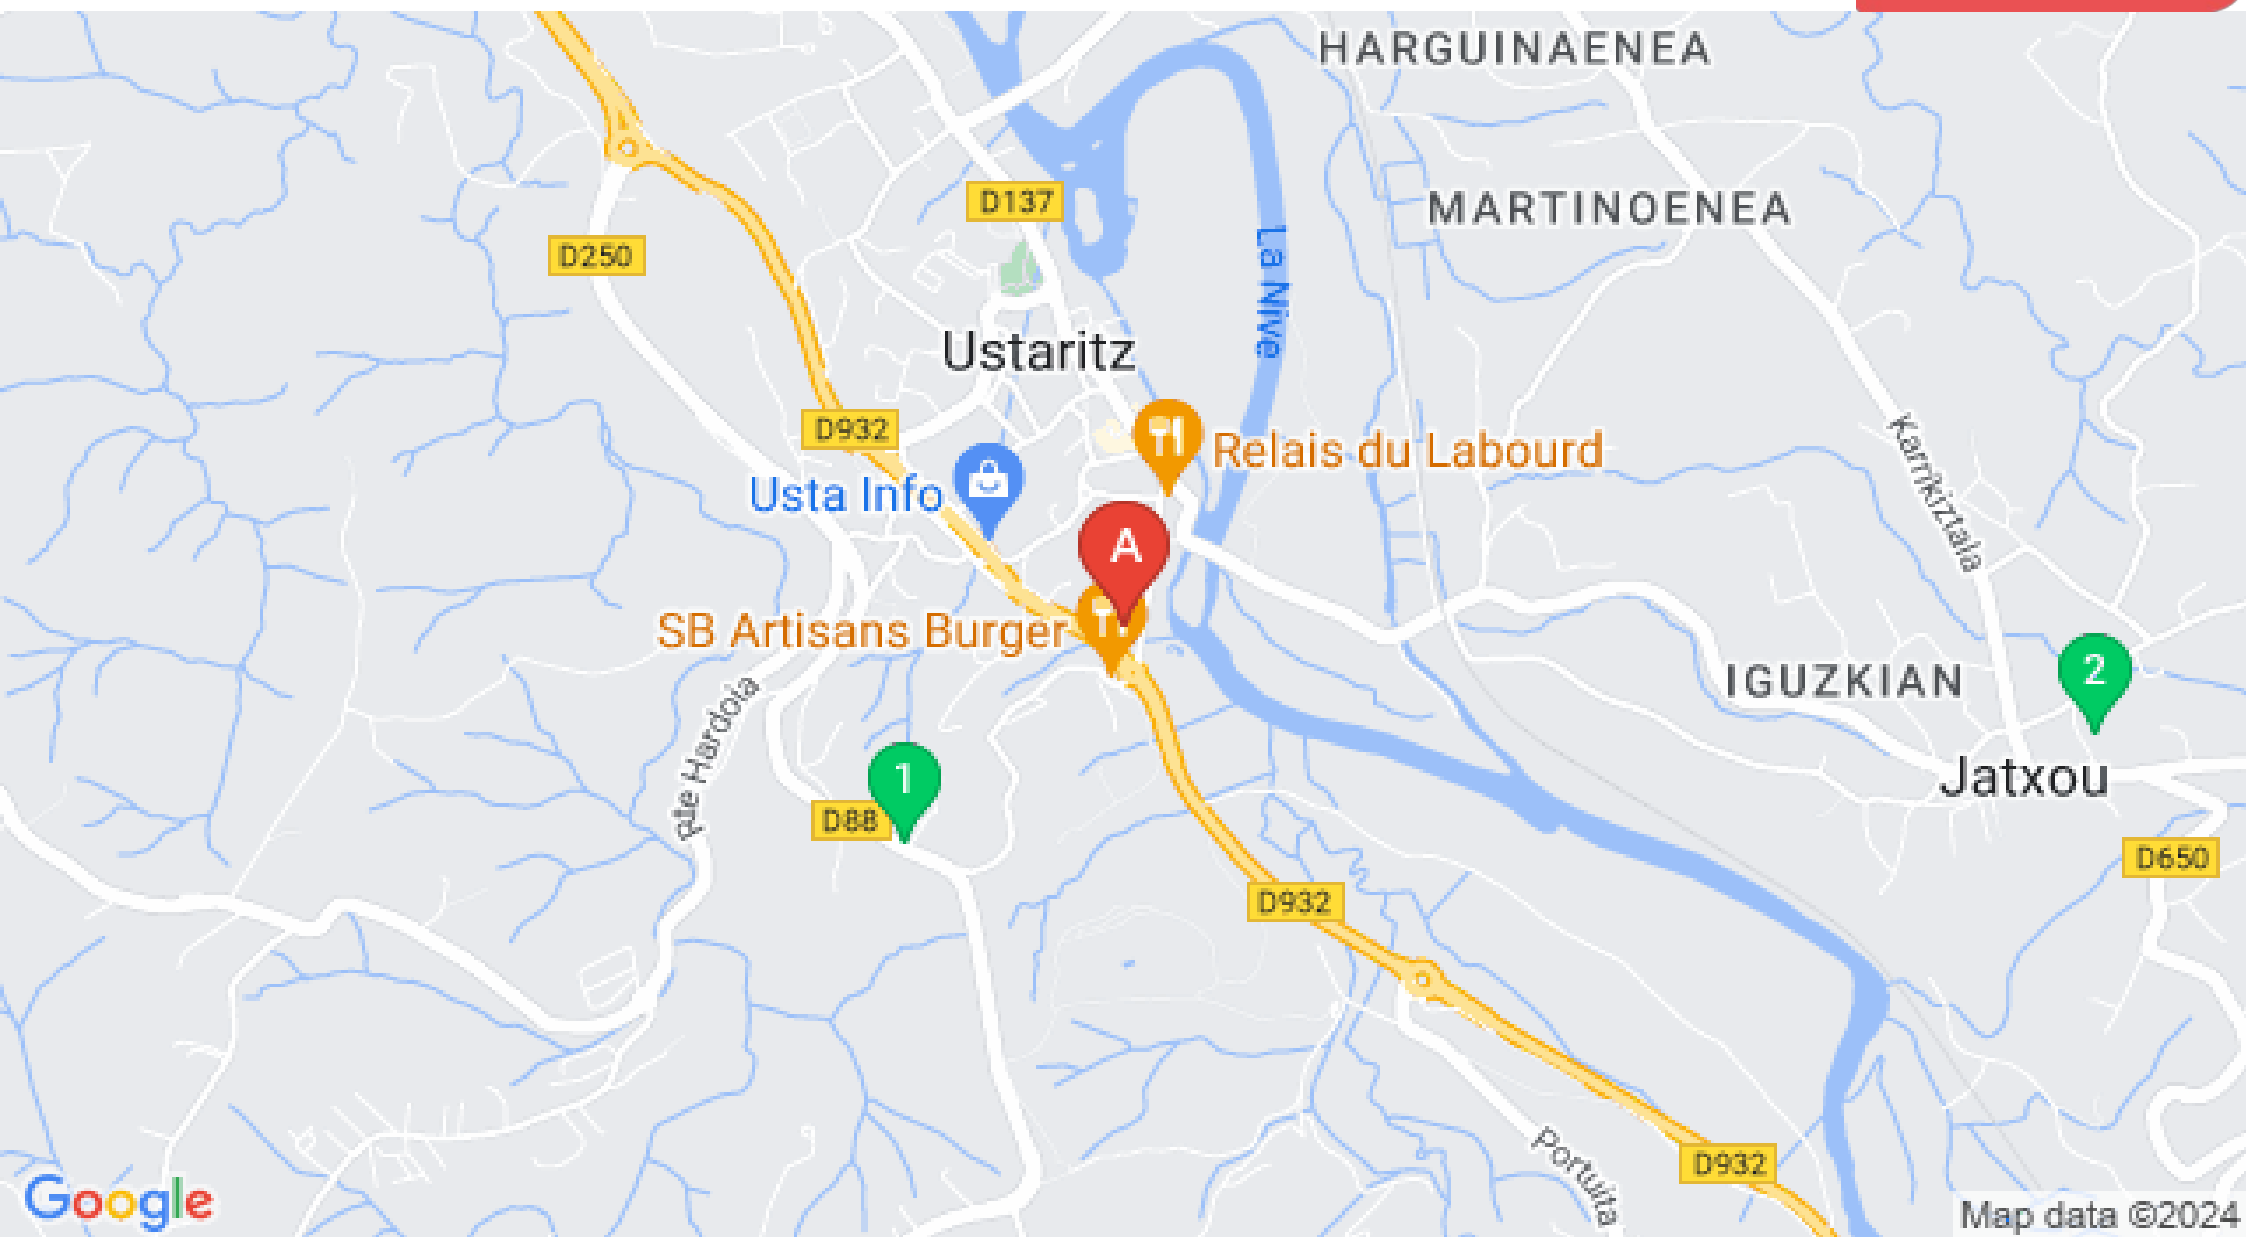 HARGUINAENEA
D137
MARTINOENEA
D250
La Nive
Ustaritz
D932
Relais du Labourd
Karrikiztala
Usta Info
A
SB Artisans Burger
IGUZKIAN
2
Rte Hardoia
1
Jatxou
D88
D650
D932
D932
Portuita
Google
Map data ©2024